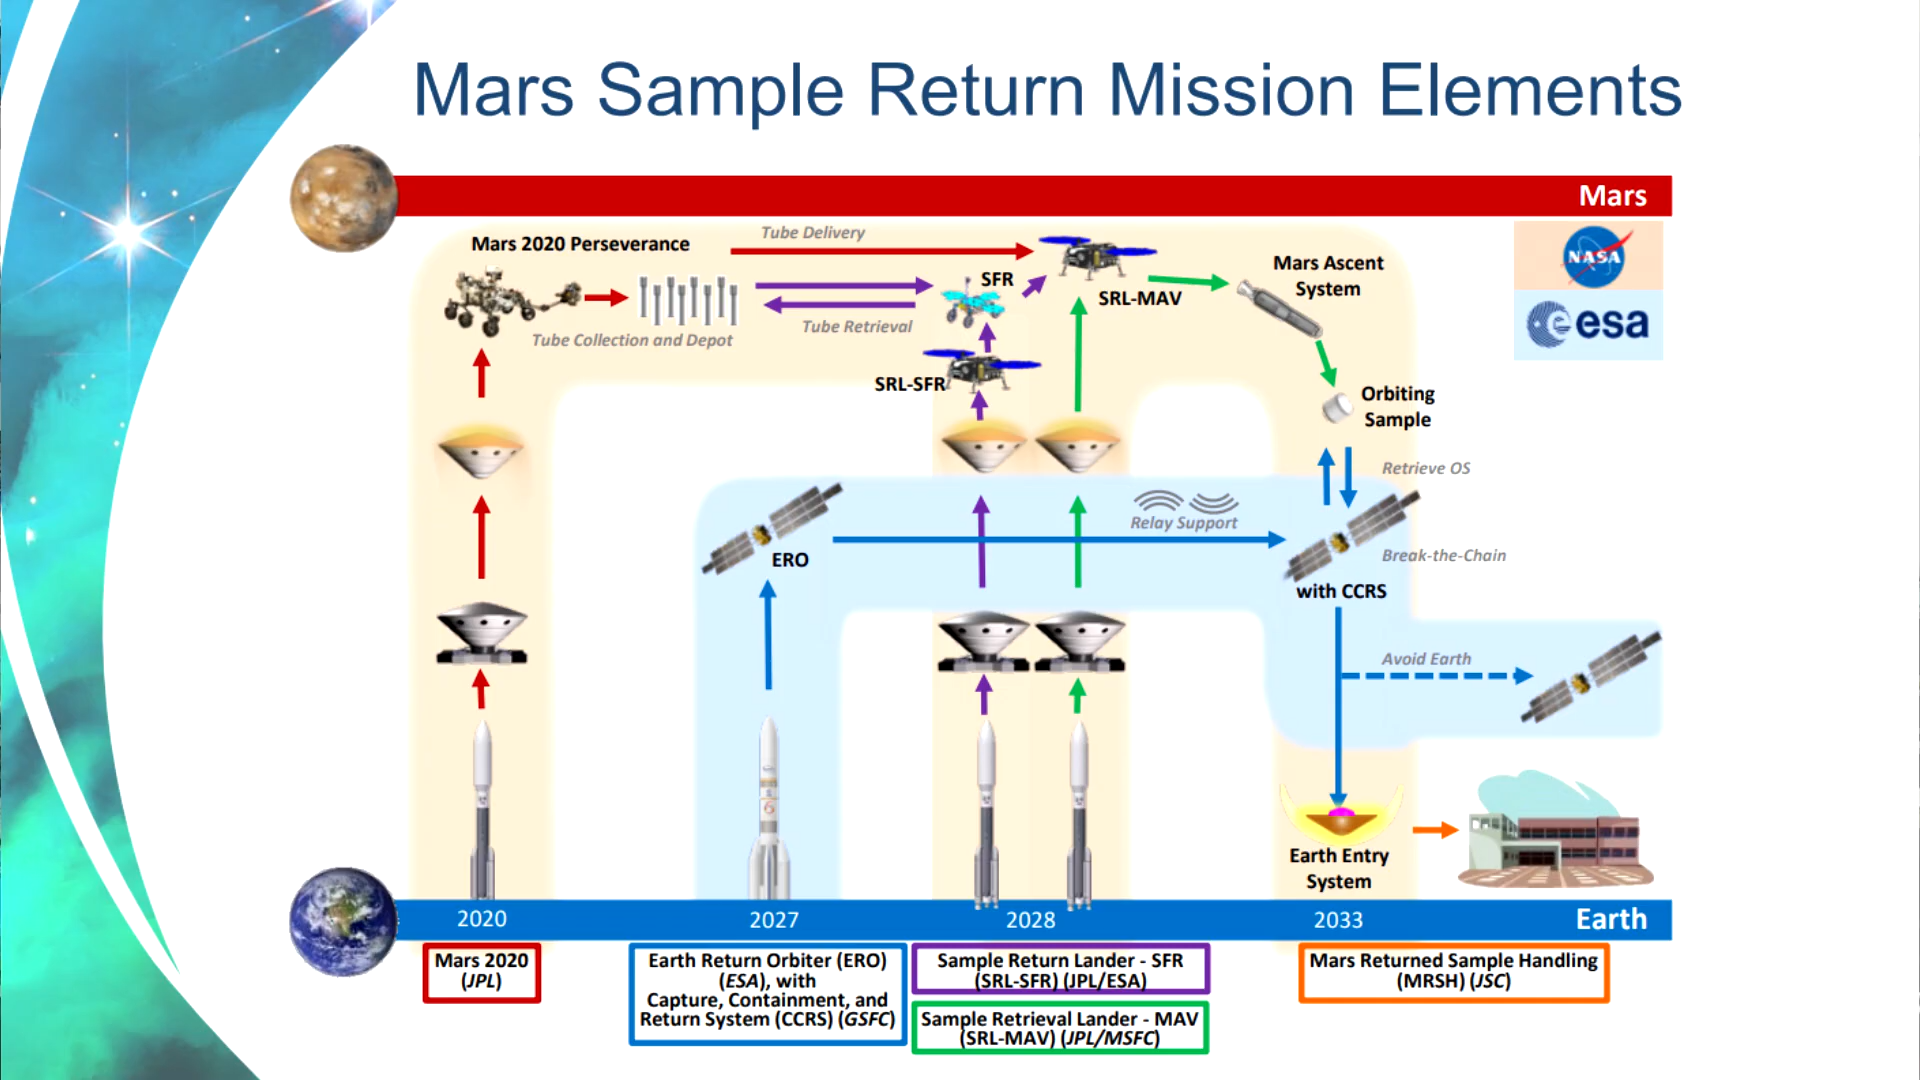 Mars Sample Return Mission Elements
Mars
Mars 2020 Perseverance
Tube Delivery
Tube Collection and Depot
Tube Retrieval
SFR
SRL-SFR
SRL-MAV
Mars Ascent
System
NASA
esa
Orbiting
Sample
Retrieve OS
Relay Support
ERO
Break-the-Chain
with CCRS
Avoid Earth
6
Earth Entry
System
2020
2027
2028
2033
Earth
Mars 2020
(JPL)
Earth Return Orbiter (ERO)
(ESA), with
Capture, Containment, and
Return System (CCRS) (GSFC)
Sample Return Lander - SFR
(SRL-SFR) (JPL/ESA)
Sample Retrieval Lander - MAV
(SRL-MAV) (JPL/MSFC)
Mars Returned Sample Handling
(MRSH) (JSC)